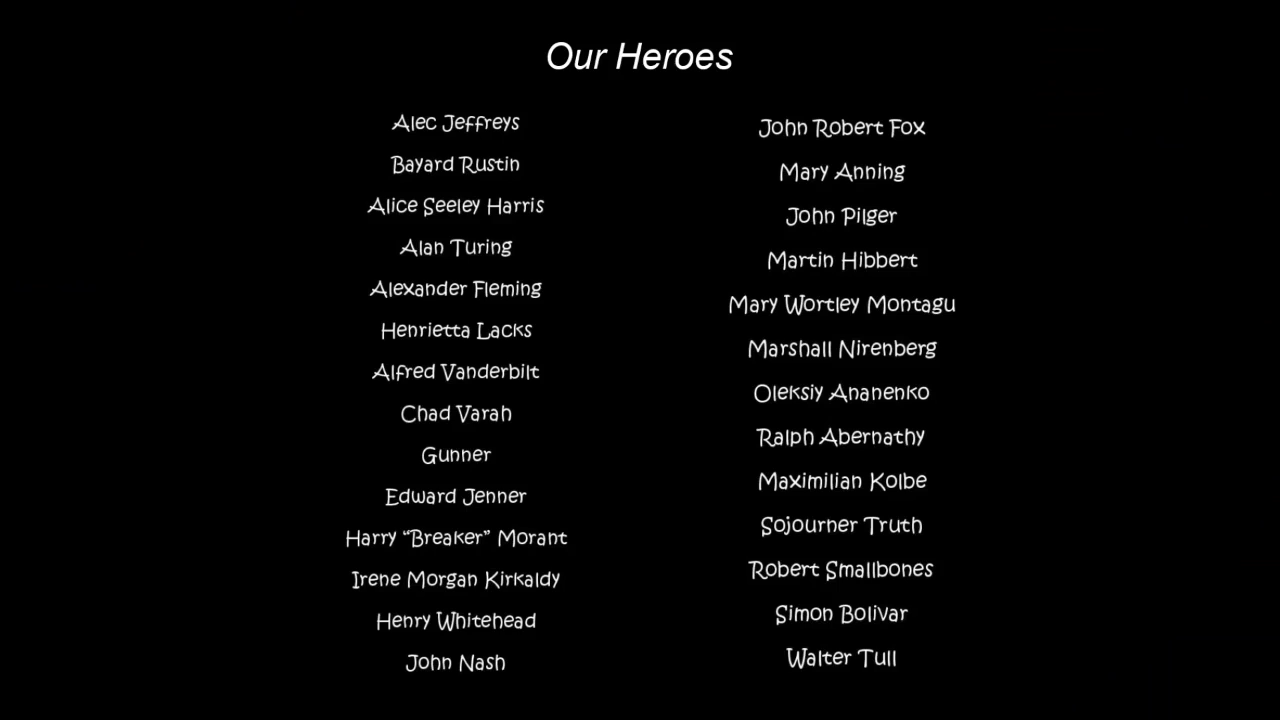 Our Heroes
Alec Jeffreys
Bayard Rustin
Alice Seeley Harris
Alan Turing
Alexander Fleming
Henrietta Lacks
Alfred Vanderbilt
Chad Varah
Gunner
Edward Jenner
Harry “Breaker” Morant
Irene Morgan Kirkaldy
Henry Whitehead
John Nash
John Robert Fox
Mary Anning
John Pilger
Martin Hibbert
Mary Wortley Montagu
Marshall Nirenberg
Oleksiy Ananenko
Ralph Abernathy
Maximilian Kolbe
Sojourner Truth
Robert Smallbones
Simon Bolivar
Walter Tull